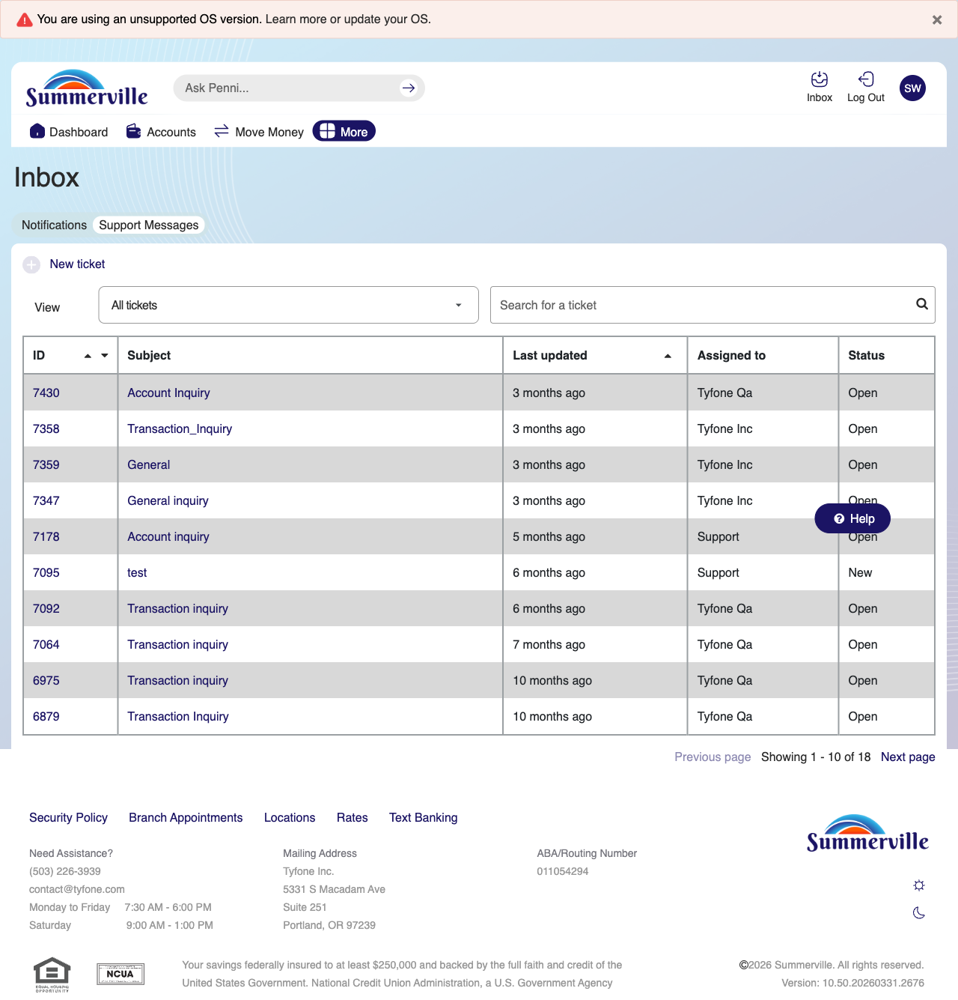 You are using an unsupported OS version. Learn more or update your OS.
Summerville
Ask Penni...
Inbox
Log Out
SW
Dashboard
Accounts
Move Money
More
Inbox
Notifications
Support Messages
New ticket
View
All tickets
Search for a ticket
ID Subject Last updated Assigned to Status
7430 Account Inquiry 3 months ago Tyfone Qa Open
7358 Transaction_Inquiry 3 months ago Tyfone Inc Open
7359 General 3 months ago Tyfone Inc Open
7347 General inquiry 3 months ago Tyfone Inc Open
Help
7178 Account inquiry 5 months ago Support Open
7095 test 6 months ago Support New
7092 Transaction inquiry 6 months ago Tyfone Qa Open
7064 Transaction inquiry 7 months ago Tyfone Qa Open
6975 Transaction inquiry 10 months ago Tyfone Qa Open
6879 Transaction Inquiry 10 months ago Tyfone Qa Open
Previous page Showing 1 - 10 of 18 Next page
Security Policy Branch Appointments Locations Rates Text Banking
Summerville
Need Assistance?
(503) 226-3939
contact@tyfone.com
Monday to Friday 7:30 AM - 6:00 PM
Saturday 9:00 AM - 1:00 PM
Mailing Address
Tyfone Inc.
5331 S Macadam Ave
Suite 251
Portland, OR 97239
ABA/Routing Number
011054294
EQUAL HOUSING
OPPORTUNITY
NCUA
Your savings federally insured to at least $250,000 and backed by the full faith and credit of the
United States Government. National Credit Union Administration, a U.S. Government Agency
©2026 Summerville. All rights reserved.
Version: 10.50.20260331.2676